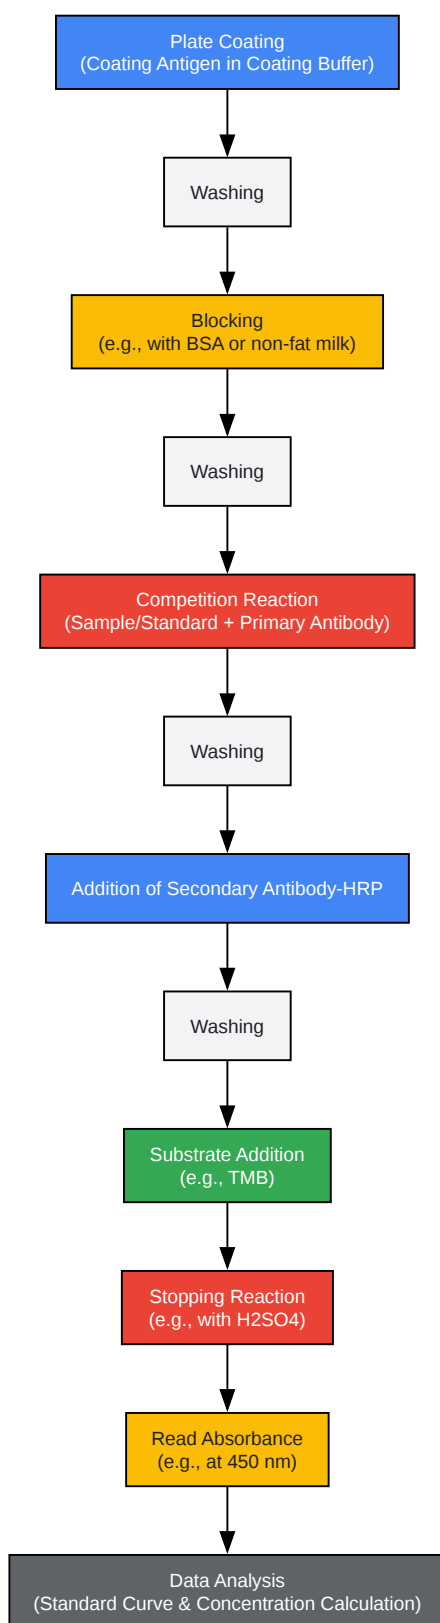 Plate Coating
(Coating Antigen in Coating Buffer)
Washing
Blocking
(e.g., with BSA or non-fat milk)
Washing
Competition Reaction
(Sample/Standard + Primary Antibody)
Washing
Addition of Secondary Antibody-HRP
Washing
Substrate Addition
(e.g., TMB)
Stopping Reaction
(e.g., with H2SO4)
Read Absorbance
(e.g., at 450 nm)
Data Analysis
(Standard Curve & Concentration Calculation)